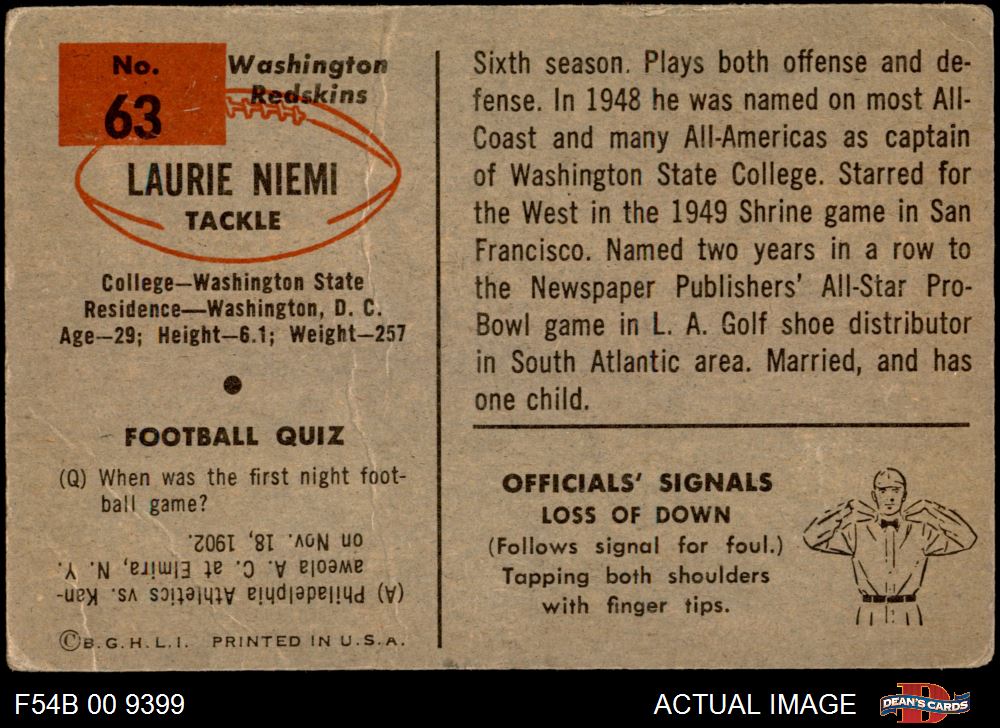 No.
63
Washington
Redskins
LAURIE NIEMI
TACKLE
College—Washington State
Residence—Washington, D. C.
Age—29; Height—6.1; Weight—257
FOOTBALL QUIZ
(Q) When was the first night foot-
ball game?
(A) Philadelphia Athletics vs. Kan-
aweola A. C. at Elmira, N. Y.
on Nov. 18, 1902.
©B.G.H.L.I. PRINTED IN U.S.A.
Sixth season. Plays both offense and de-
fense. In 1948 he was named on most All-
Coast and many All-Americas as captain
of Washington State College. Starred for
the West in the 1949 Shrine game in San
Francisco. Named two years in a row to
the Newspaper Publishers' All-Star Pro-
Bowl game in L. A. Golf shoe distributor
in South Atlantic area. Married, and has
one child.
OFFICIALS' SIGNALS
LOSS OF DOWN
(Follows signal for foul.)
Tapping both shoulders
with finger tips.
F54B 00 9399
ACTUAL IMAGE
D
DEAN'S CARDS